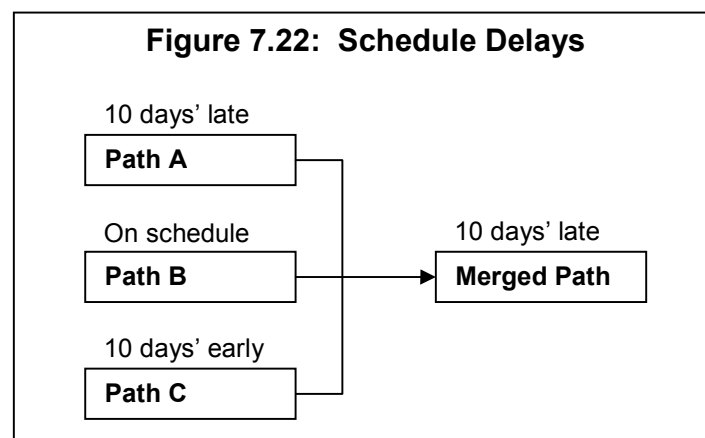 Figure 7.22: Schedule Delays
10 days’ late
Path A
On schedule
Path B
10 days’ late
Merged Path
10 days’ early
Path C